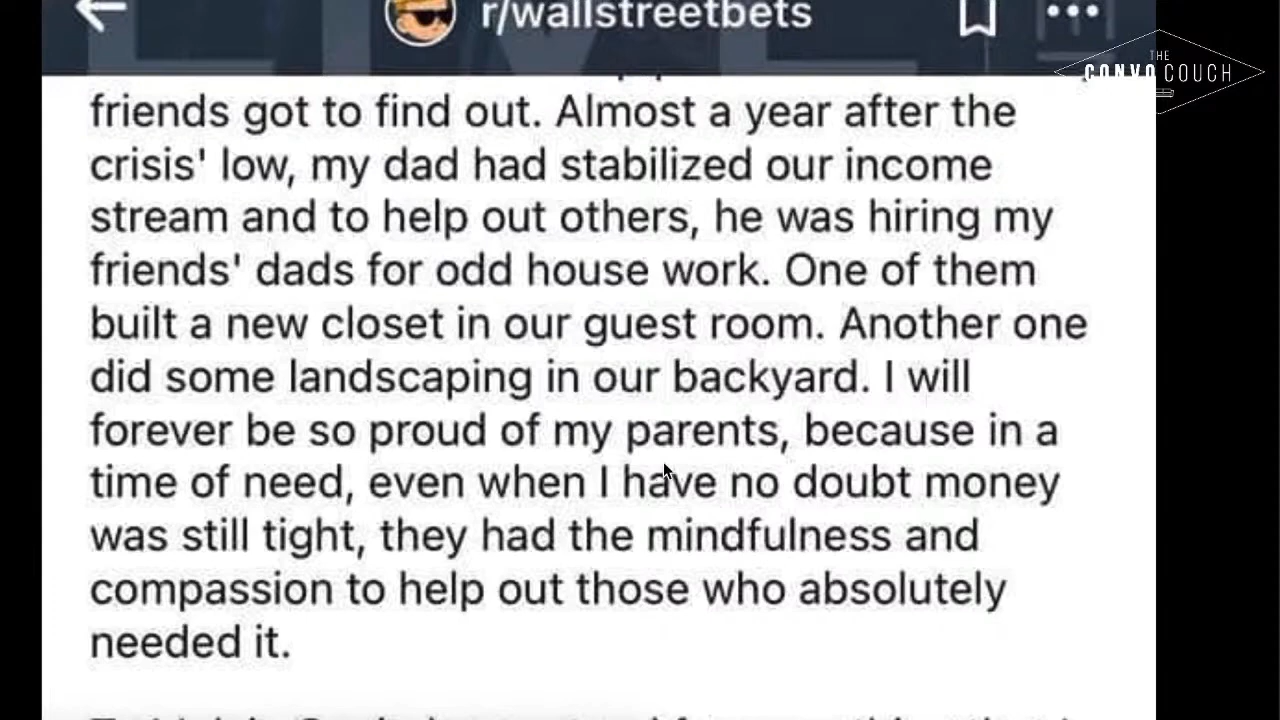 r/wallstreetbets
THE
CONVO COUCH
friends got to find out. Almost a year after the
crisis' low, my dad had stabilized our income
stream and to help out others, he was hiring my
friends' dads for odd house work. One of them
built a new closet in our guest room. Another one
did some landscaping in our backyard. I will
forever be so proud of my parents, because in a
time of need, even when I have no doubt money
was still tight, they had the mindfulness and
compassion to help out those who absolutely
needed it.